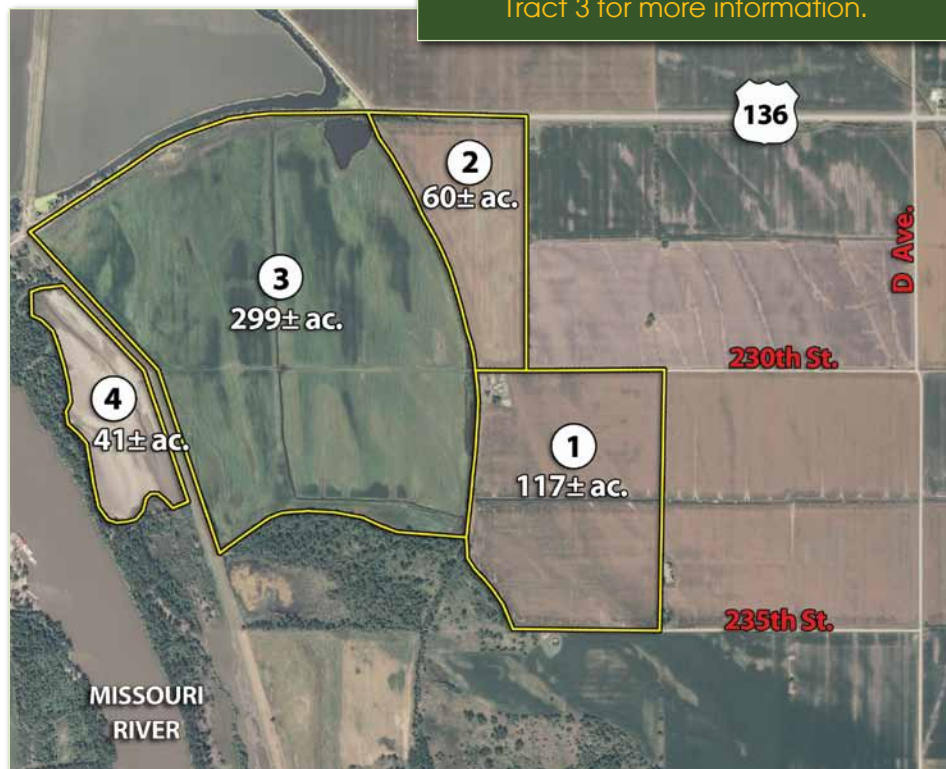 Tract 3 for more information.
136
2
60± ac.
D Ave.
3
299± ac.
230th St.
4
41± ac.
1
117± ac.
235th St.
MISSOURI
RIVER